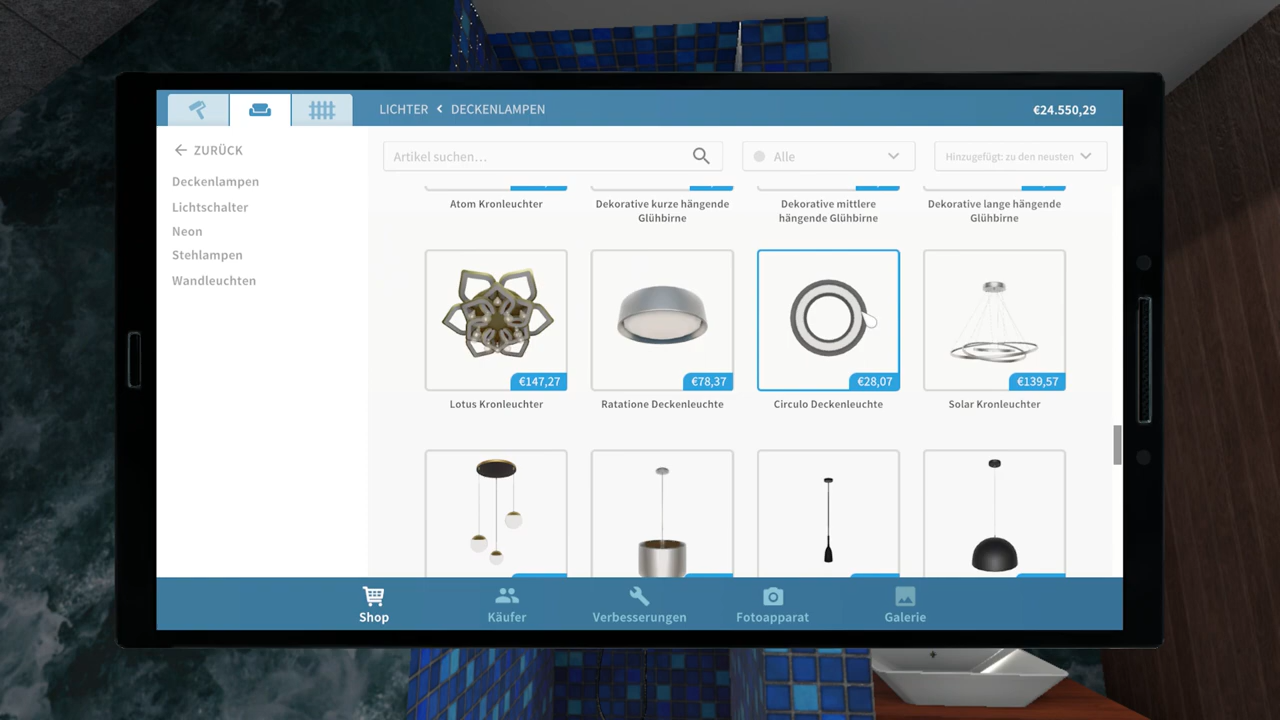 LICHTER < DECKENLAMPEN
€24.550,29
ZURÜCK
Artikel suchen...
Alle
Hinzugefügt: zu den neusten
Deckenlampen
Lichtschalter
Neon
Stehlampen
Wandleuchten
Atom Kronleuchter
Dekorative kurze hängende
Glühbirne
Dekorative mittlere
hängende Glühbirne
Dekorative lange hängende
Glühbirne
€147,27
€78,37
€28,07
€139,57
Lotus Kronleuchter
Ratatione Deckenleuchte
Circulo Deckenleuchte
Solar Kronleuchter
Shop
Käufer
Verbesserungen
Fotoapparat
Galerie